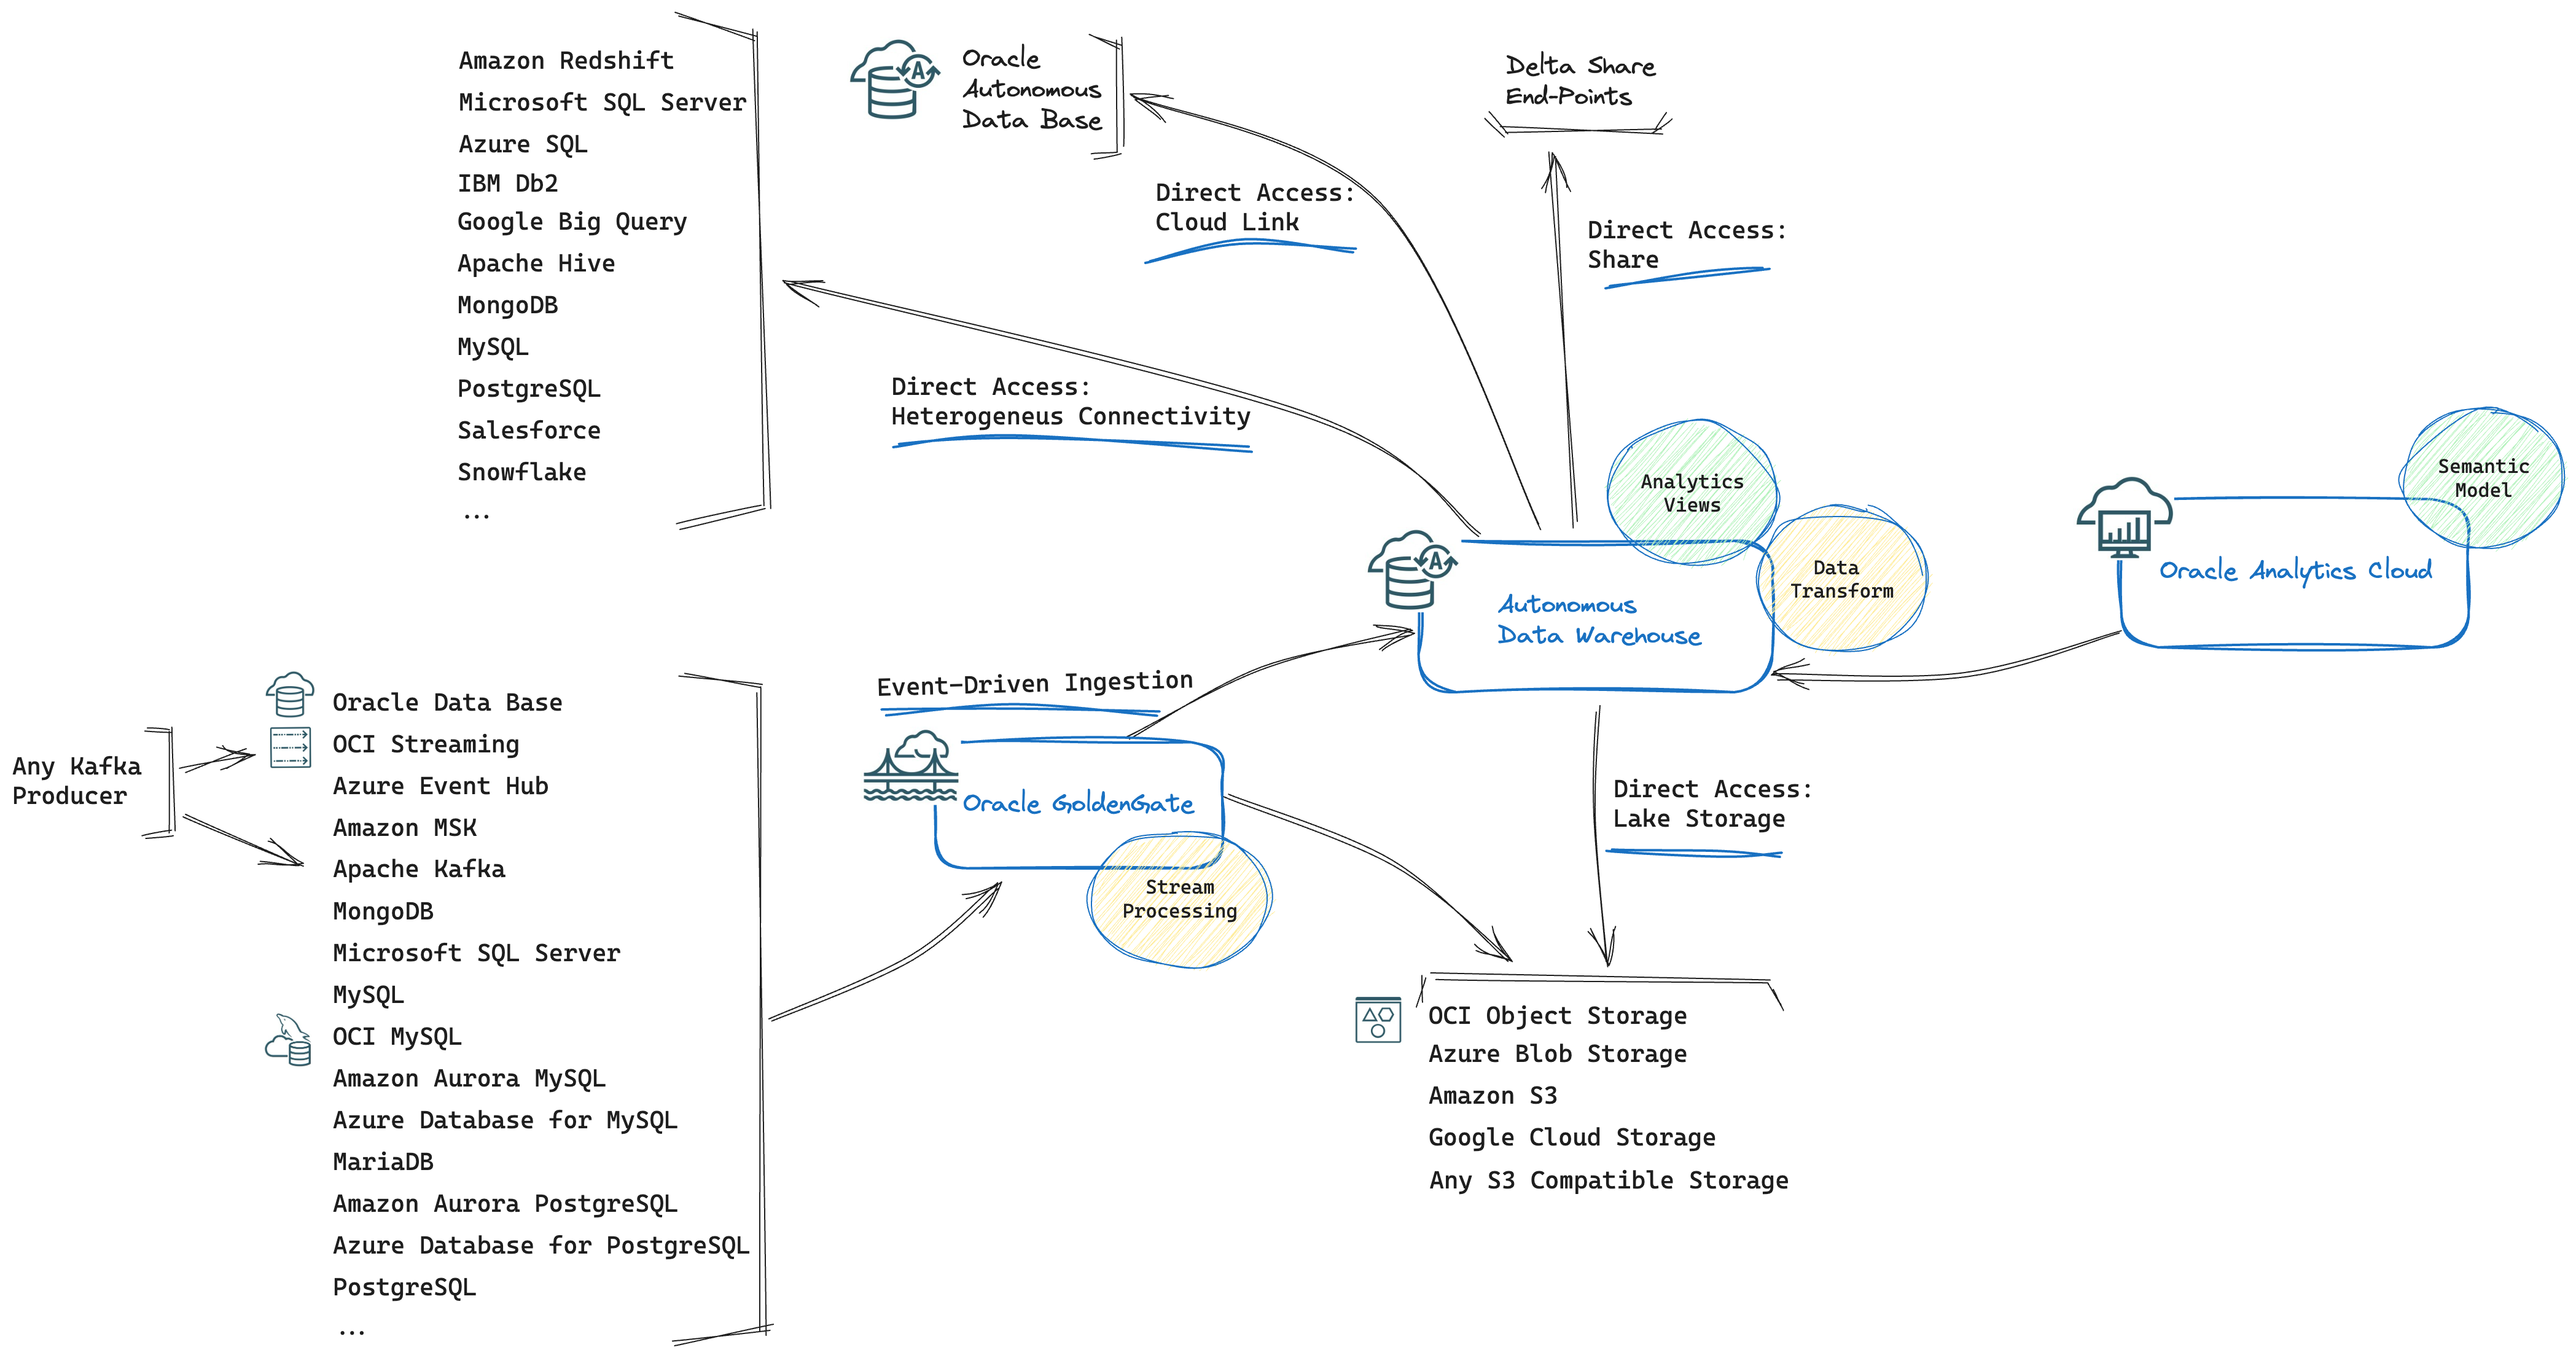 Amazon Redshift
Microsoft SQL Server
Azure SQL
IBM Db2
Google Big Query
Apache Hive
MongoDB
MySQL
PostgreSQL
Salesforce
Snowflake
...
Oracle
Autonomous
Data Base
Delta Share
End-Points
Direct Access:
Cloud Link
Direct Access:
Share
Direct Access:
Heterogeneus Connectivity
Analytics
Views
Data
Transform
Autonomous
Data Warehouse
Semantic
Model
Oracle Analytics Cloud
Any Kafka
Producer
Oracle Data Base
OCI Streaming
Azure Event Hub
Amazon MSK
Apache Kafka
MongoDB
Microsoft SQL Server
MySQL
OCI MySQL
Amazon Aurora MySQL
Azure Database for MySQL
MariaDB
Amazon Aurora PostgreSQL
Azure Database for PostgreSQL
PostgreSQL
...
Event-Driven Ingestion
Oracle GoldenGate
Stream
Processing
Direct Access:
Lake Storage
OCI Object Storage
Azure Blob Storage
Amazon S3
Google Cloud Storage
Any S3 Compatible Storage
A
A